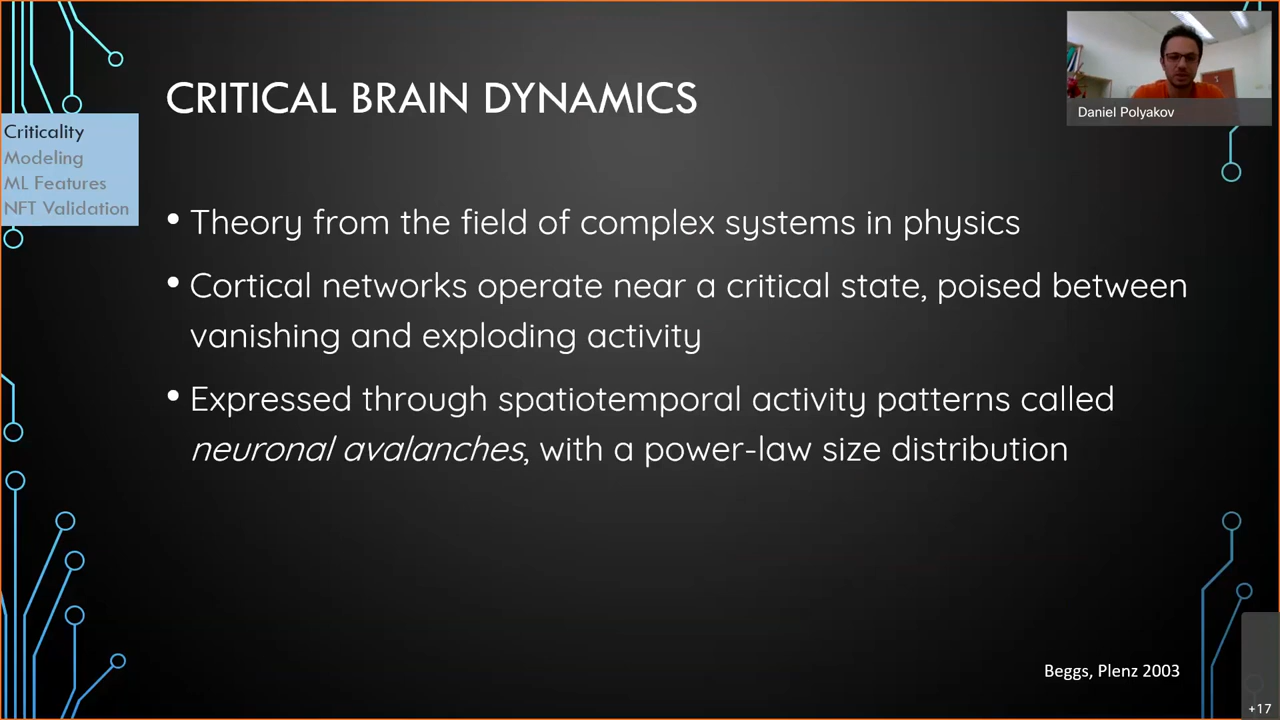 CRITICAL BRAIN DYNAMICS
Daniel Polyakov
Criticality
Modeling
ML Features
NFT Validation
• Theory from the field of complex systems in physics
• Cortical networks operate near a critical state, poised between
vanishing and exploding activity
• Expressed through spatiotemporal activity patterns called
neuronal avalanches, with a power-law size distribution
Beggs, Plenz 2003
+17